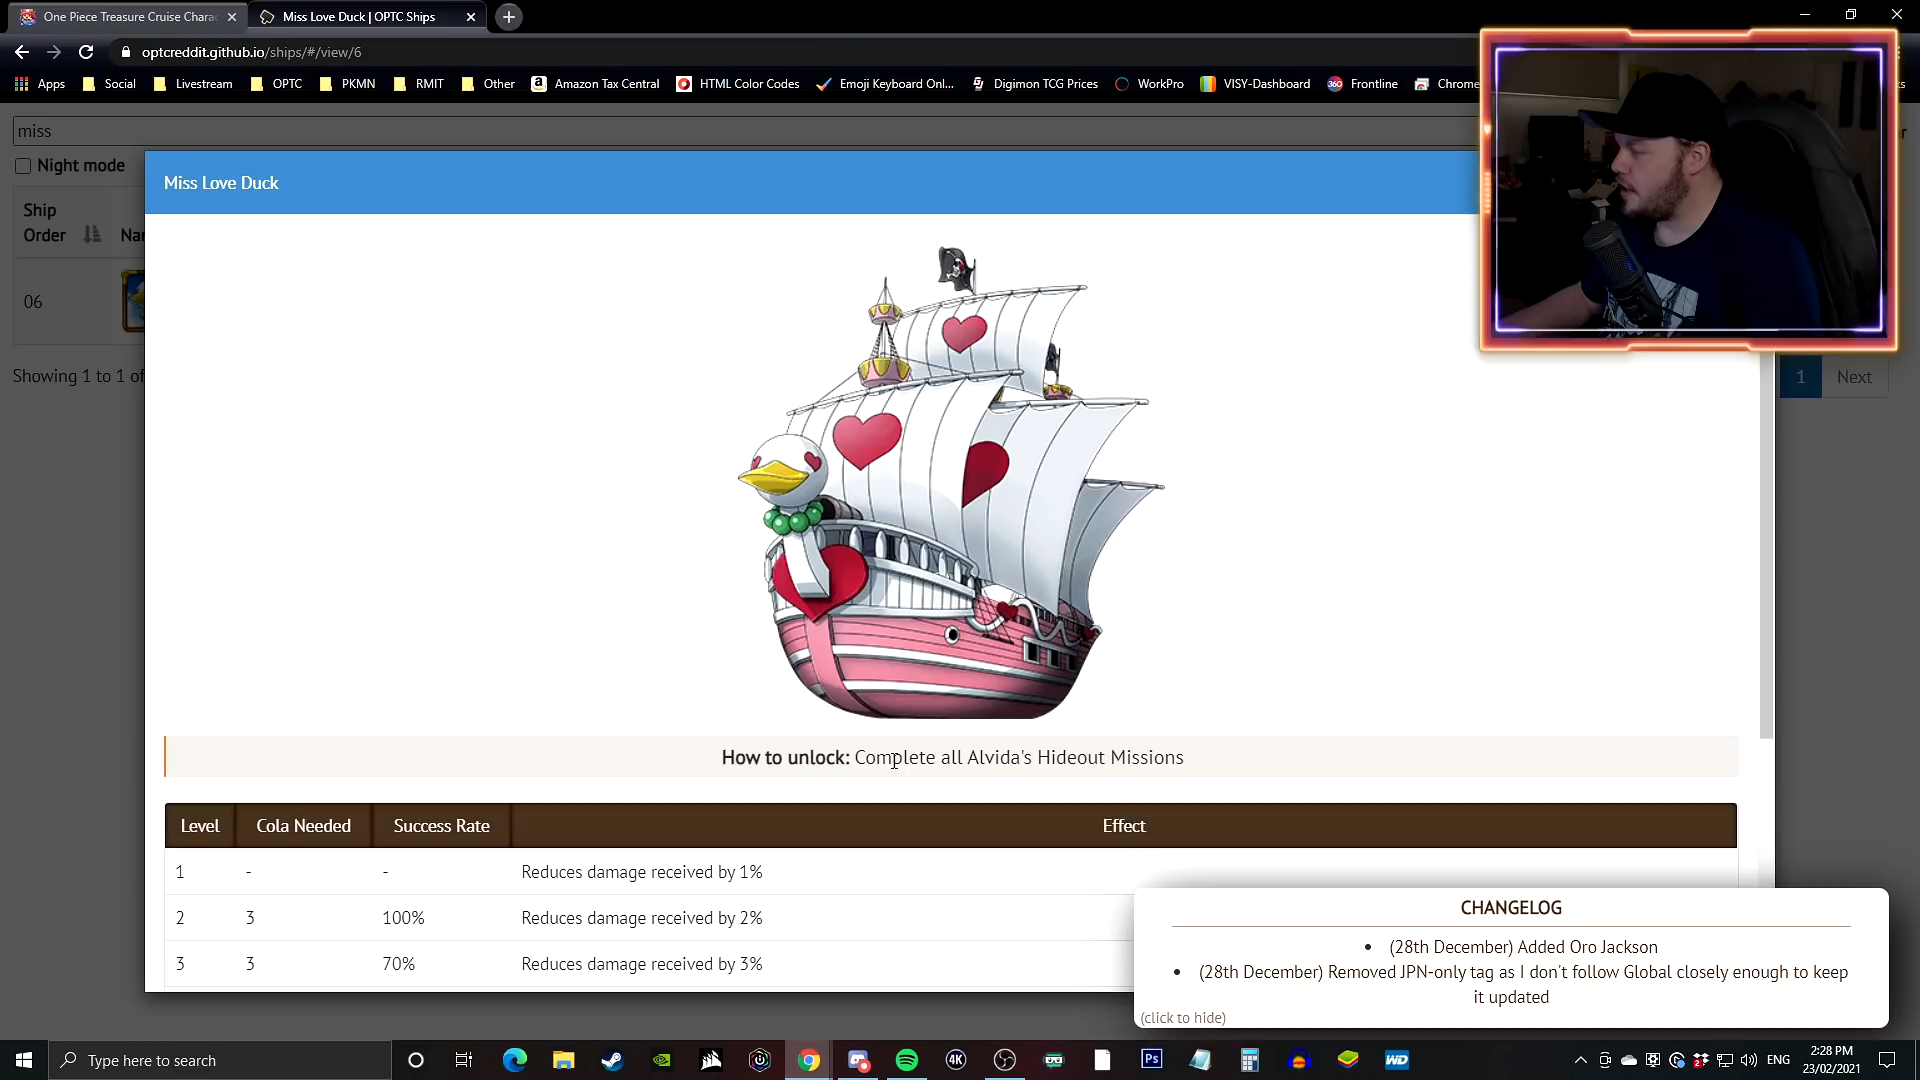 One Piece Treasure Cruise Charac
Miss Love Duck | OPTC Ships
optcreddit.github.io/ships/#/view/6
Apps
Social
Livestream
OPTC
PKMN
RMIT
Other
Amazon Tax Central
HTML Color Codes
Emoji Keyboard Onl...
Digimon TCG Prices
WorkPro
VISY-Dashboard
360
Frontline
Chrome
miss
Night mode
Ship
Order
06
Showing 1 to 1 of
1
Next
Miss Love Duck
How to unlock: Complete all Alvida's Hideout Missions
Level Cola Needed Success Rate Effect
1 - - Reduces damage received by 1%
2 3 100% Reduces damage received by 2%
3 3 70% Reduces damage received by 3%
CHANGELOG
• (28th December) Added Oro Jackson
• (28th December) Removed JPN-only tag as I don't follow Global closely enough to keep
it updated
(click to hide)
Type here to search
4K
Ps
WD
ENG
2:28 PM
23/02/2021